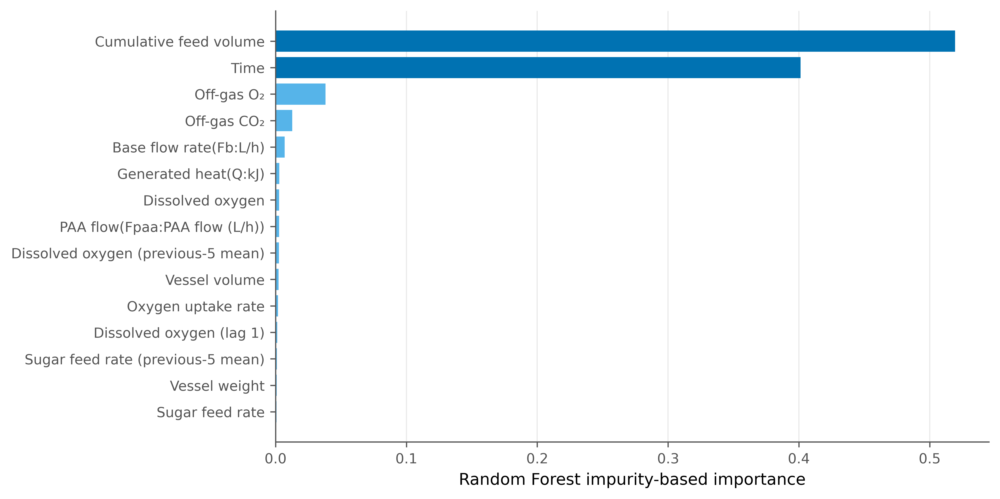 Cumulative feed volume
Time
Off-gas O₂
Off-gas CO₂
Base flow rate(Fb:L/h)
Generated heat(Q:kJ)
Dissolved oxygen
PAA flow(Fpaa:PAA flow (L/h))
Dissolved oxygen (previous-5 mean)
Vessel volume
Oxygen uptake rate
Dissolved oxygen (lag 1)
Sugar feed rate (previous-5 mean)
Vessel weight
Sugar feed rate
0.0 0.1 0.2 0.3 0.4 0.5
Random Forest impurity-based importance